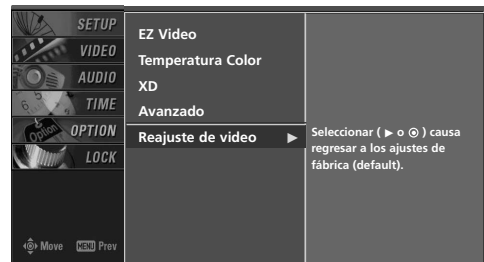 SETUP
VIDEO
AUDIO
TIME
OPTION
LOCK
Move MENU Prev
EZ Video
Temperatura Color
XD
Avanzado
Reajuste de video ▶
Seleccionar ( ▶ o ◉ ) causa
regresar a los ajustes de
fábrica (default).